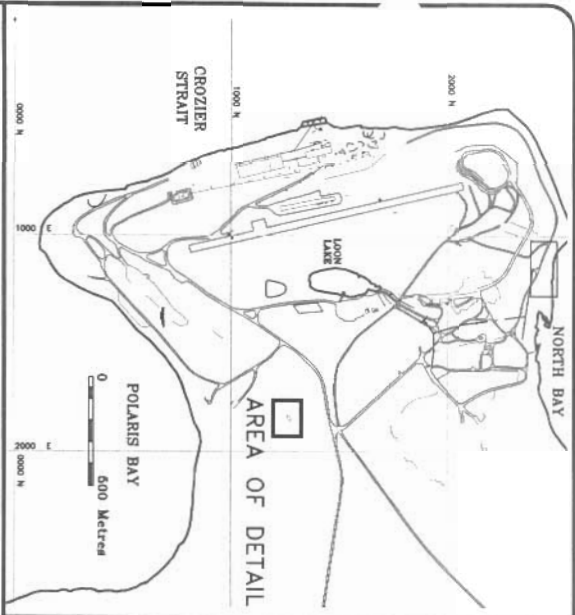 CROZIER
STRAIT
0000 N
1000 N
2000 N
1000 E
LOON
LAKE
NORTH BAY
AREA OF DETAIL
POLARIS BAY
0 600 Metres
2000 E
0000 N